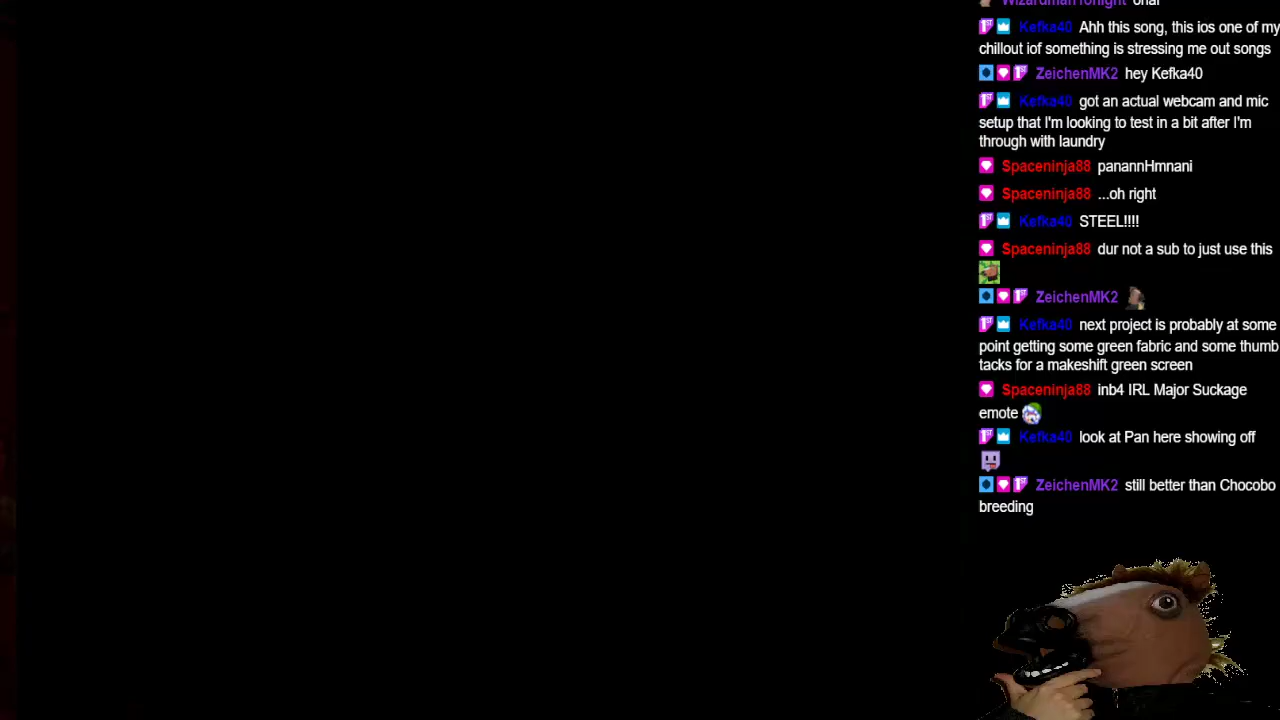 Kefka40 Ahh this song, this ios one of my
chillout iof something is stressing me out songs
ZeichenMK2 hey Kefka40
Kefka40 got an actual webcam and mic
setup that I'm looking to test in a bit after I'm
through with laundry
Spaceninja88 panannHmnani
Spaceninja88 ...oh right
Kefka40 STEEL!!!!
Spaceninja88 dur not a sub to just use this
ZeichenMK2
Kefka40 next project is probably at some
point getting some green fabric and some thumb
tacks for a makeshift green screen
Spaceninja88 inb4 IRL Major Suckage
emote
Kefka40 look at Pan here showing off
ZeichenMK2 still better than Chocobo
breeding